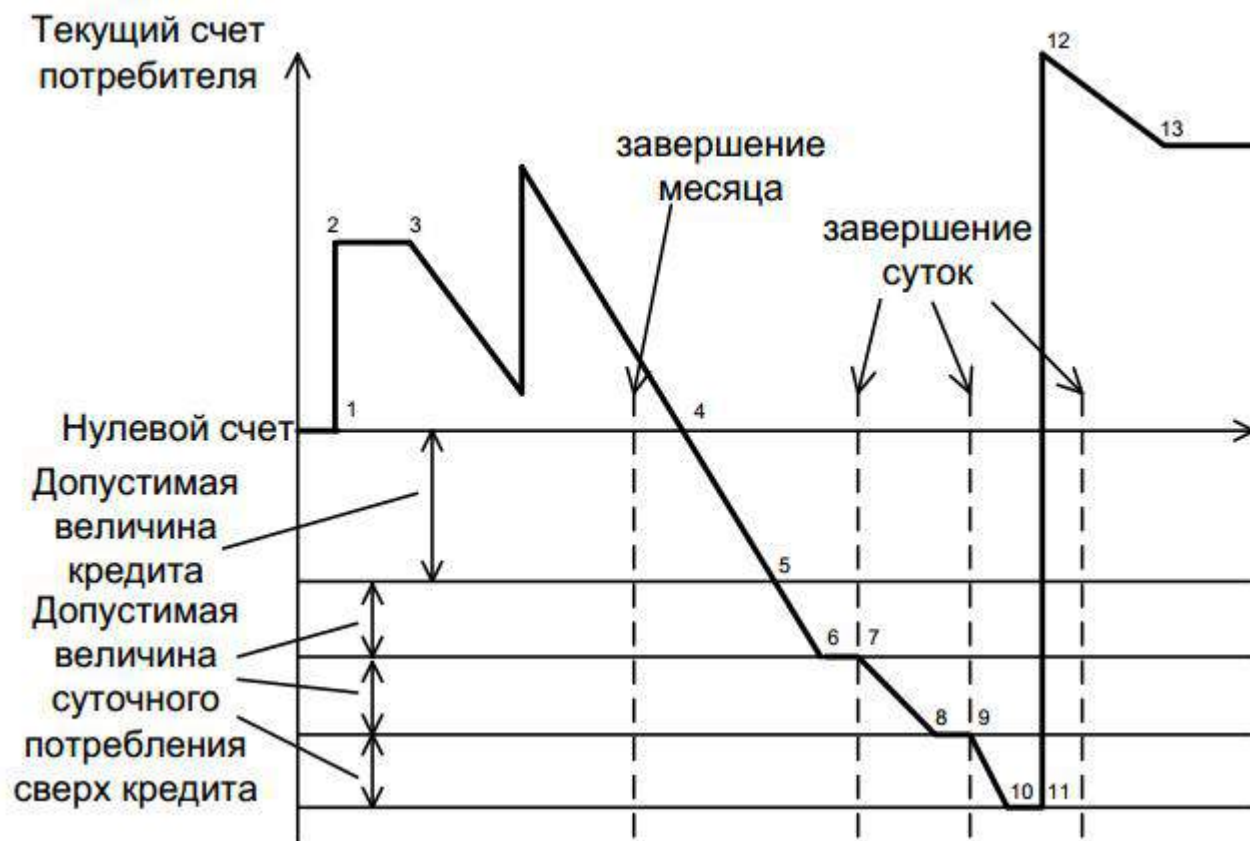 Текущий счет
потребителя
12
13
завершение
месяца
завершение
суток
2
3
Нулевой счет
1
4
Допустимая
величина
кредита
5
Допустимая
величина
суточного
потребления
сверх кредита
6
7
8
9
10
11